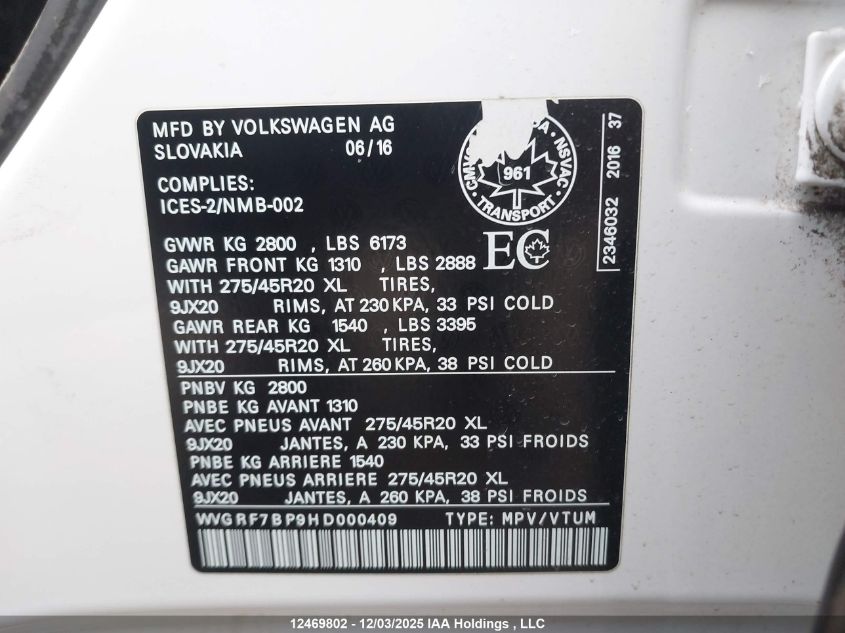 MFD BY VOLKSWAGEN AG
SLOVAKIA 06/16
COMPLIES:
ICES-2/NMB-002
961
NSVAC
TRANSPORT
EC
2346032 2016 37
GVWR KG 2800 , LBS 6173
GAWR FRONT KG 1310 , LBS 2888
WITH 275/45R20 XL TIRES,
9JX20 RIMS, AT 230 KPA, 33 PSI COLD
GAWR REAR KG 1540 , LBS 3395
WITH 275/45R20 XL TIRES,
9JX20 RIMS, AT 260 KPA, 38 PSI COLD
PNBV KG 2800
PNBE KG AVANT 1310
AVEC PNEUS AVANT 275/45R20 XL
9JX20 JANTES, A 230 KPA, 33 PSI FROIDS
PNBE KG ARRIERE 1540
AVEC PNEUS ARRIERE 275/45R20 XL
9JX20 JANTES, A 260 KPA, 38 PSI FROIDS
WVGRF7BP9HD000409 TYPE: MPV/VTUM
12469802 - 12/03/2025 IAA Holdings , LLC